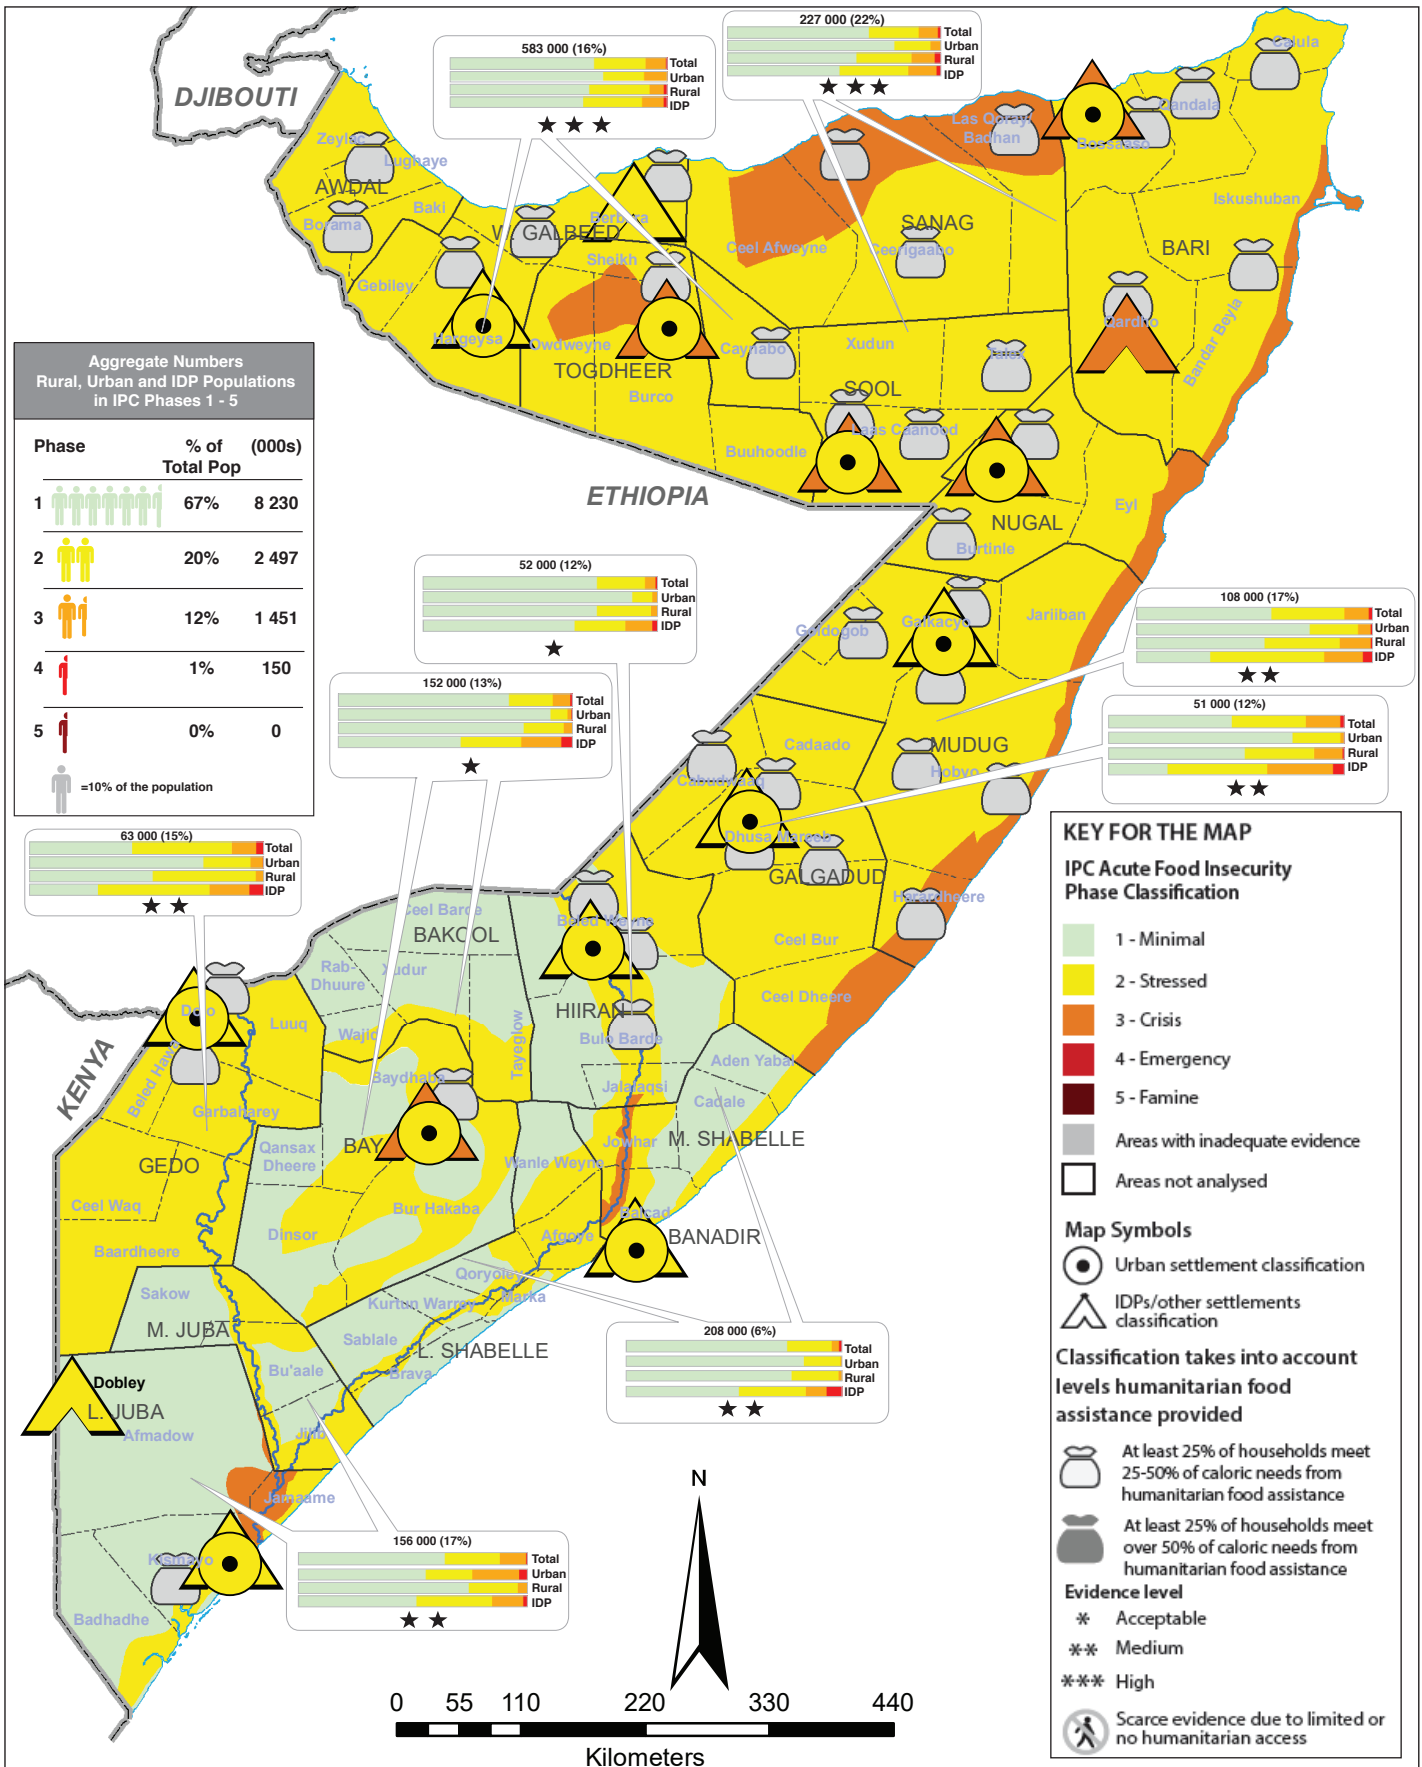 583 000 (16%)
Total
Urban
Rural
IDP
227 000 (22%)
Total
Urban
Rural
IDP
DJIBOUTI
Calula
Qandala
Bossaaso
Las Qoray/
Badhan
Zeylac
Lughaye
AWDAL
Baki
Borama
Berbera
W. GALBEED
Sheikh
Gebiley
Hargeysa
Owdweyne
TOGDHEER
Burco
Ceel Afweyne
SANAG
Ceerigaabo
Iskushuban
BARI
Qardho
Bandar Beyla
Caynabo
Xudun
Talex
SOOL
Laas Caanood
Buuhoodle
ETHIOPIA
Eyl
NUGAL
Burtinle
Aggregate Numbers
Rural, Urban and IDP Populations
in IPC Phases 1 - 5
Phase
% of
Total Pop
(000s)
1 67% 8 230
2 20% 2 497
3 12% 1 451
4 1% 150
5 0% 0
=10% of the population
52 000 (12%)
Total
Urban
Rural
IDP
Goldogob
Galkacyo
Jariiban
108 000 (17%)
Total
Urban
Rural
IDP
152 000 (13%)
Total
Urban
Rural
IDP
51 000 (12%)
Total
Urban
Rural
IDP
Cadaado
MUDUG
Hobyo
Cabudwaaq
Dhusa Mareeb
GALGADUD
Harardheere
Ceel Bur
Ceel Dheere
63 000 (15%)
Total
Urban
Rural
IDP
Ceel Barde
BAKOOL
Rab-
Dhuure
Xudur
Wajid
Tayeglow
Beled Weyne
HIIRAN
Bulo Barde
Jalalaqsi
Aden Yabal
Cadale
M. SHABELLE
Jowhar
Balcad
BANADIR
KENYA
Dolo
Luuq
Beled Hawa
Garbaharey
GEDO
Ceel Waq
Baardheere
Baydhaba
BAY
Qansax
Dheere
Bur Hakaba
Dinsor
Wanle Weyne
Afgoye
Qoryoley
Marka
Kurtun Warrey
Sablale
L. SHABELLE
Brava
Sakow
M. JUBA
Bu'aale
Jilib
Dobley
L. JUBA
Afmadow
Jamaame
Kismayo
Badhadhe
208 000 (6%)
Total
Urban
Rural
IDP
156 000 (17%)
Total
Urban
Rural
IDP
N
0 55 110 220 330 440
Kilometers
KEY FOR THE MAP
IPC Acute Food Insecurity
Phase Classification
1 - Minimal
2 - Stressed
3 - Crisis
4 - Emergency
5 - Famine
Areas with inadequate evidence
Areas not analysed
Map Symbols
Urban settlement classification
IDPs/other settlements
classification
Classification takes into account
levels humanitarian food
assistance provided
At least 25% of households meet
25-50% of caloric needs from
humanitarian food assistance
At least 25% of households meet
over 50% of caloric needs from
humanitarian food assistance
Evidence level
* Acceptable
** Medium
*** High
Scarce evidence due to limited or
no humanitarian access